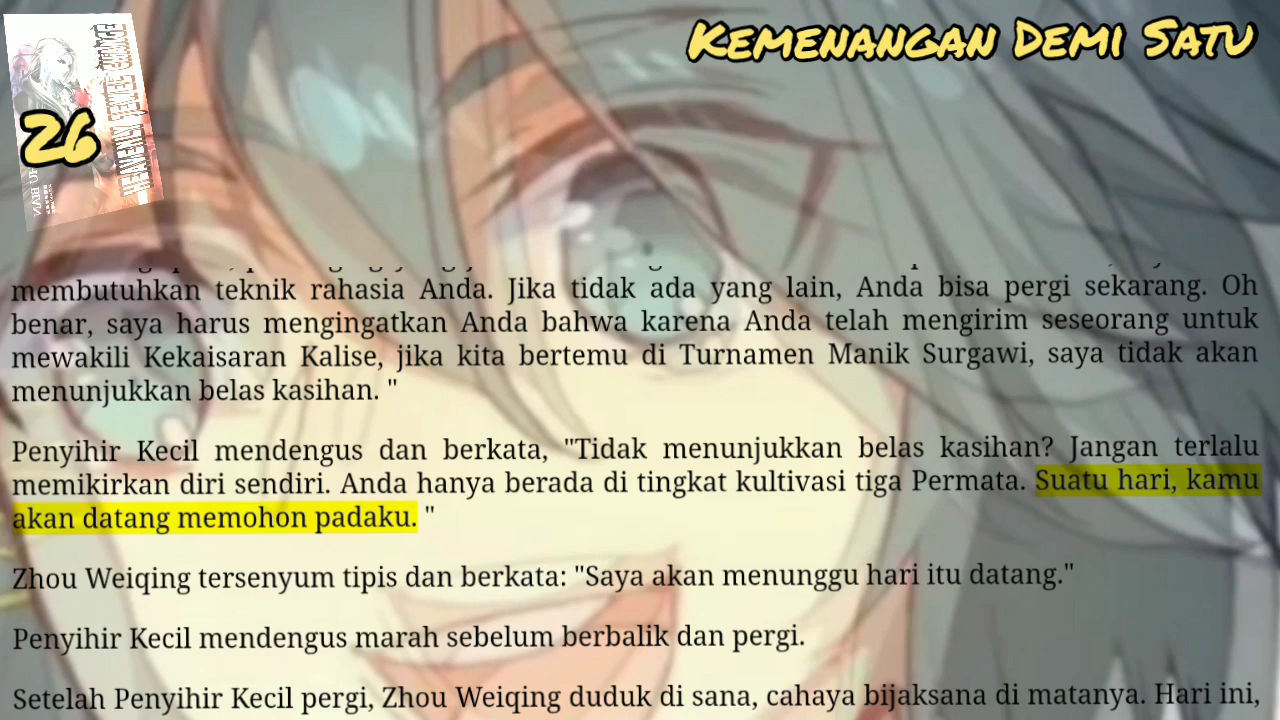 Kemenangan Demi Satu
26
HEAVENLY JEWEL CHANGE
membutuhkan teknik rahasia Anda. Jika tidak ada yang lain, Anda bisa pergi sekarang. Oh
benar, saya harus mengingatkan Anda bahwa karena Anda telah mengirim seseorang untuk
mewakili Kekaisaran Kalise, jika kita bertemu di Turnamen Manik Surgawi, saya tidak akan
menunjukkan belas kasihan. "
Penyihir Kecil mendengus dan berkata, "Tidak menunjukkan belas kasihan? Jangan terlalu
memikirkan diri sendiri. Anda hanya berada di tingkat kultivasi tiga Permata. Suatu hari, kamu
akan datang memohon padaku. "
Zhou Weiqing tersenyum tipis dan berkata: "Saya akan menunggu hari itu datang."
Penyihir Kecil mendengus marah sebelum berbalik dan pergi.
Setelah Penyihir Kecil pergi, Zhou Weiqing duduk di sana, cahaya bijaksana di matanya. Hari ini,